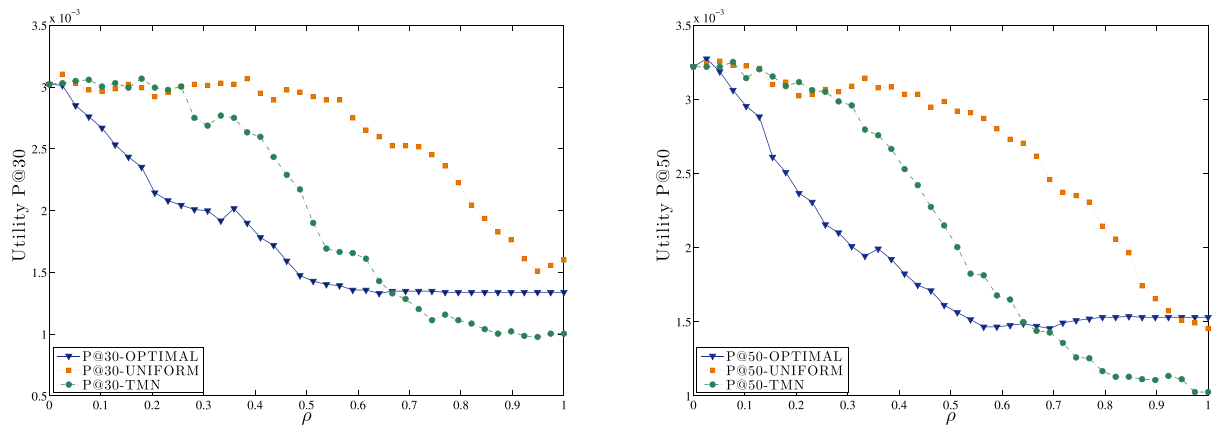 x 10⁻³
3.5
3
2.5
2
1.5
1
0.5
Utility P@30
P@30-OPTIMAL
P@30-UNIFORM
P@30-TMN
0 0.1 0.2 0.3 0.4 0.5 0.6 0.7 0.8 0.9 1
ρ
x 10⁻³
3.5
3
2.5
2
1.5
1
Utility P@50
P@50-OPTIMAL
P@50-UNIFORM
P@50-TMN
0 0.1 0.2 0.3 0.4 0.5 0.6 0.7 0.8 0.9 1
ρ